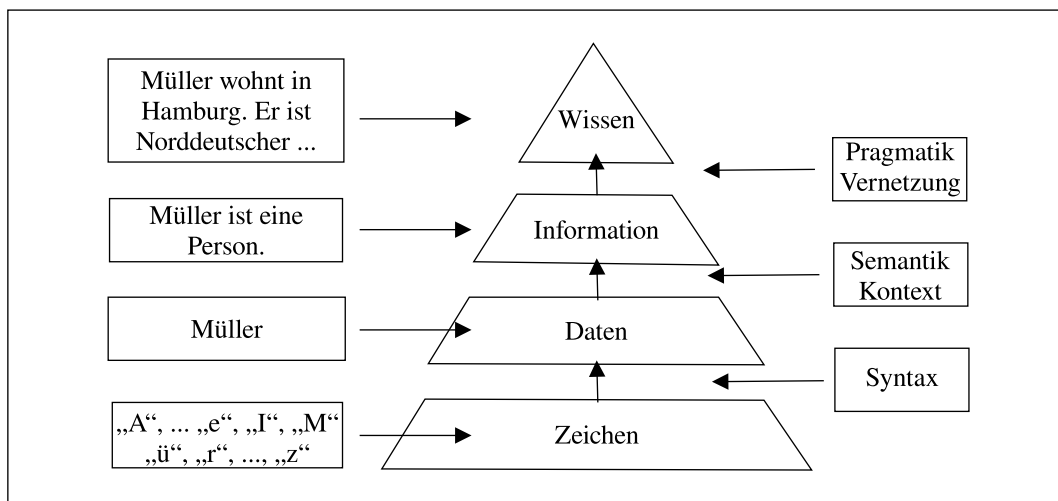 Müller wohnt in
Hamburg. Er ist
Norddeutscher ...
Wissen
Pragmatik
Vernetzung
Müller ist eine
Person.
Information
Semantik
Kontext
Müller
Daten
Syntax
„A“, ... „e“, „I“, „M“
„ü“, „r“, ..., „z“
Zeichen